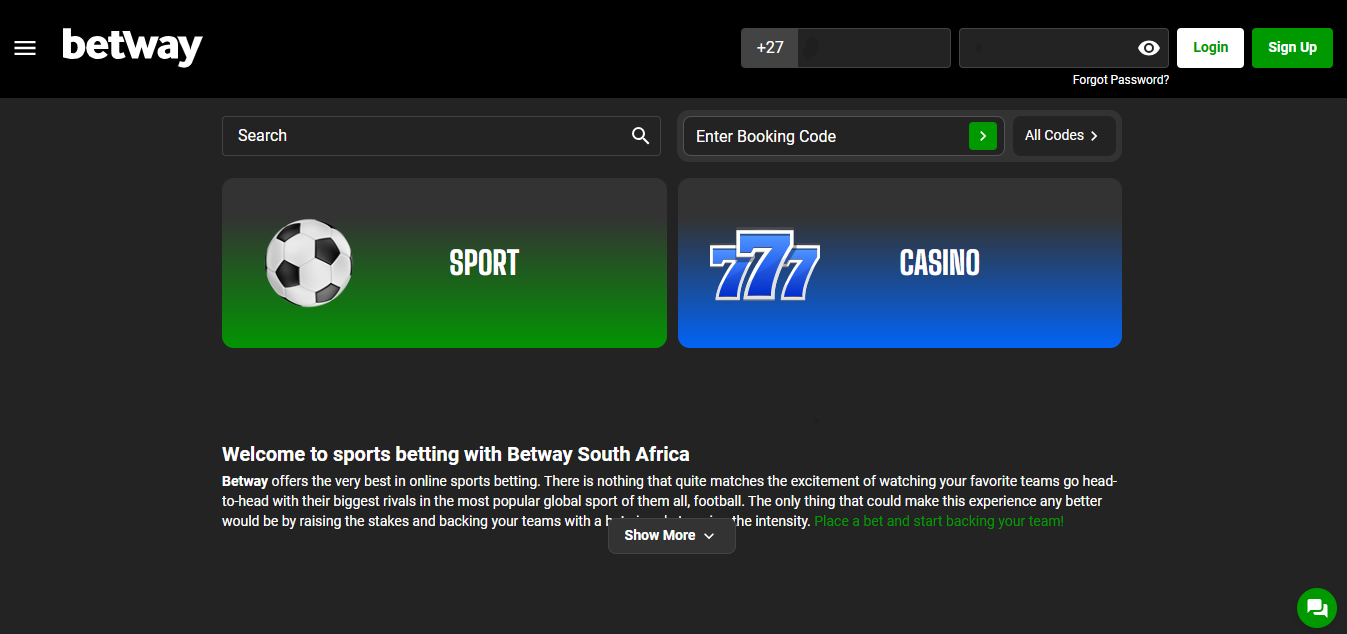 betway
+27
Login
Sign Up
Forgot Password?
Search
Enter Booking Code
All Codes
SPORT
777
CASINO
Welcome to sports betting with Betway South Africa
Betway offers the very best in online sports betting. There is nothing that quite matches the excitement of watching your favorite teams go head-
to-head with their biggest rivals in the most popular global sport of them all, football. The only thing that could make this experience any better
would be by raising the stakes and backing your teams with a the intensity. Place a bet and start backing your team!
Show More